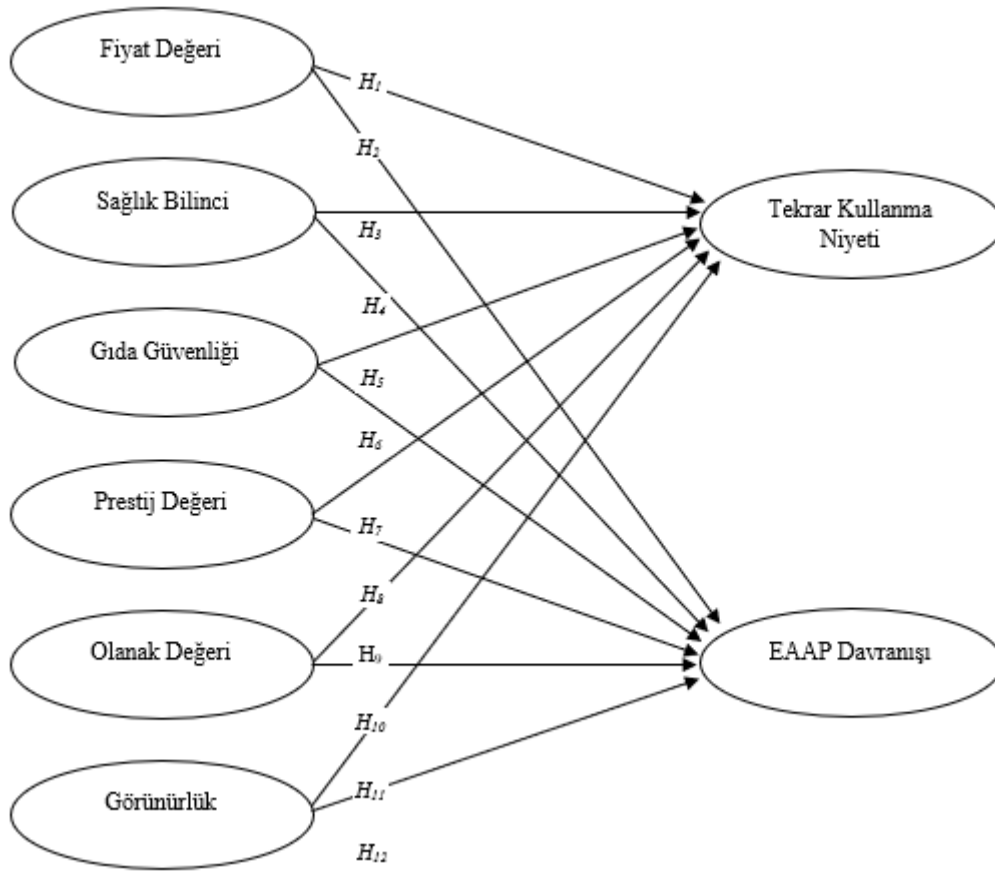 Fiyat Değeri
Sağlık Bilinci
Gıda Güvenliği
Prestij Değeri
Olanak Değeri
Görünürlük
H1
H2
H3
H4
H5
H6
H7
H8
H9
H10
H11
H12
Tekrar Kullanma
Niyeti
EAAP Davranışı